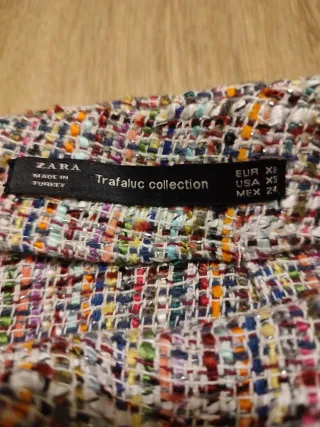 ZARA
MADE IN
TURKEY
Trafaluc collection
EUR XS
USA XS
MEX 24